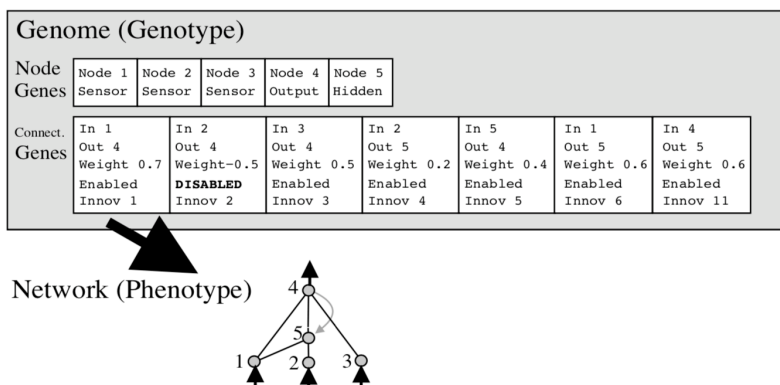 Genome (Genotype)
Node Genes
Node 1 Node 2 Node 3 Node 4 Node 5
Sensor Sensor Sensor Output Hidden
Connect. Genes
In 1 In 2 In 3 In 2 In 5 In 1 In 4
Out 4 Out 4 Out 4 Out 5 Out 4 Out 5 Out 5
Weight 0.7 Weight-0.5 Weight 0.5 Weight 0.2 Weight 0.4 Weight 0.6 Weight 0.6
Enabled DISABLED Enabled Enabled Enabled Enabled Enabled
Innov 1 Innov 2 Innov 3 Innov 4 Innov 5 Innov 6 Innov 11
Network (Phenotype)
4
5
1 2 3